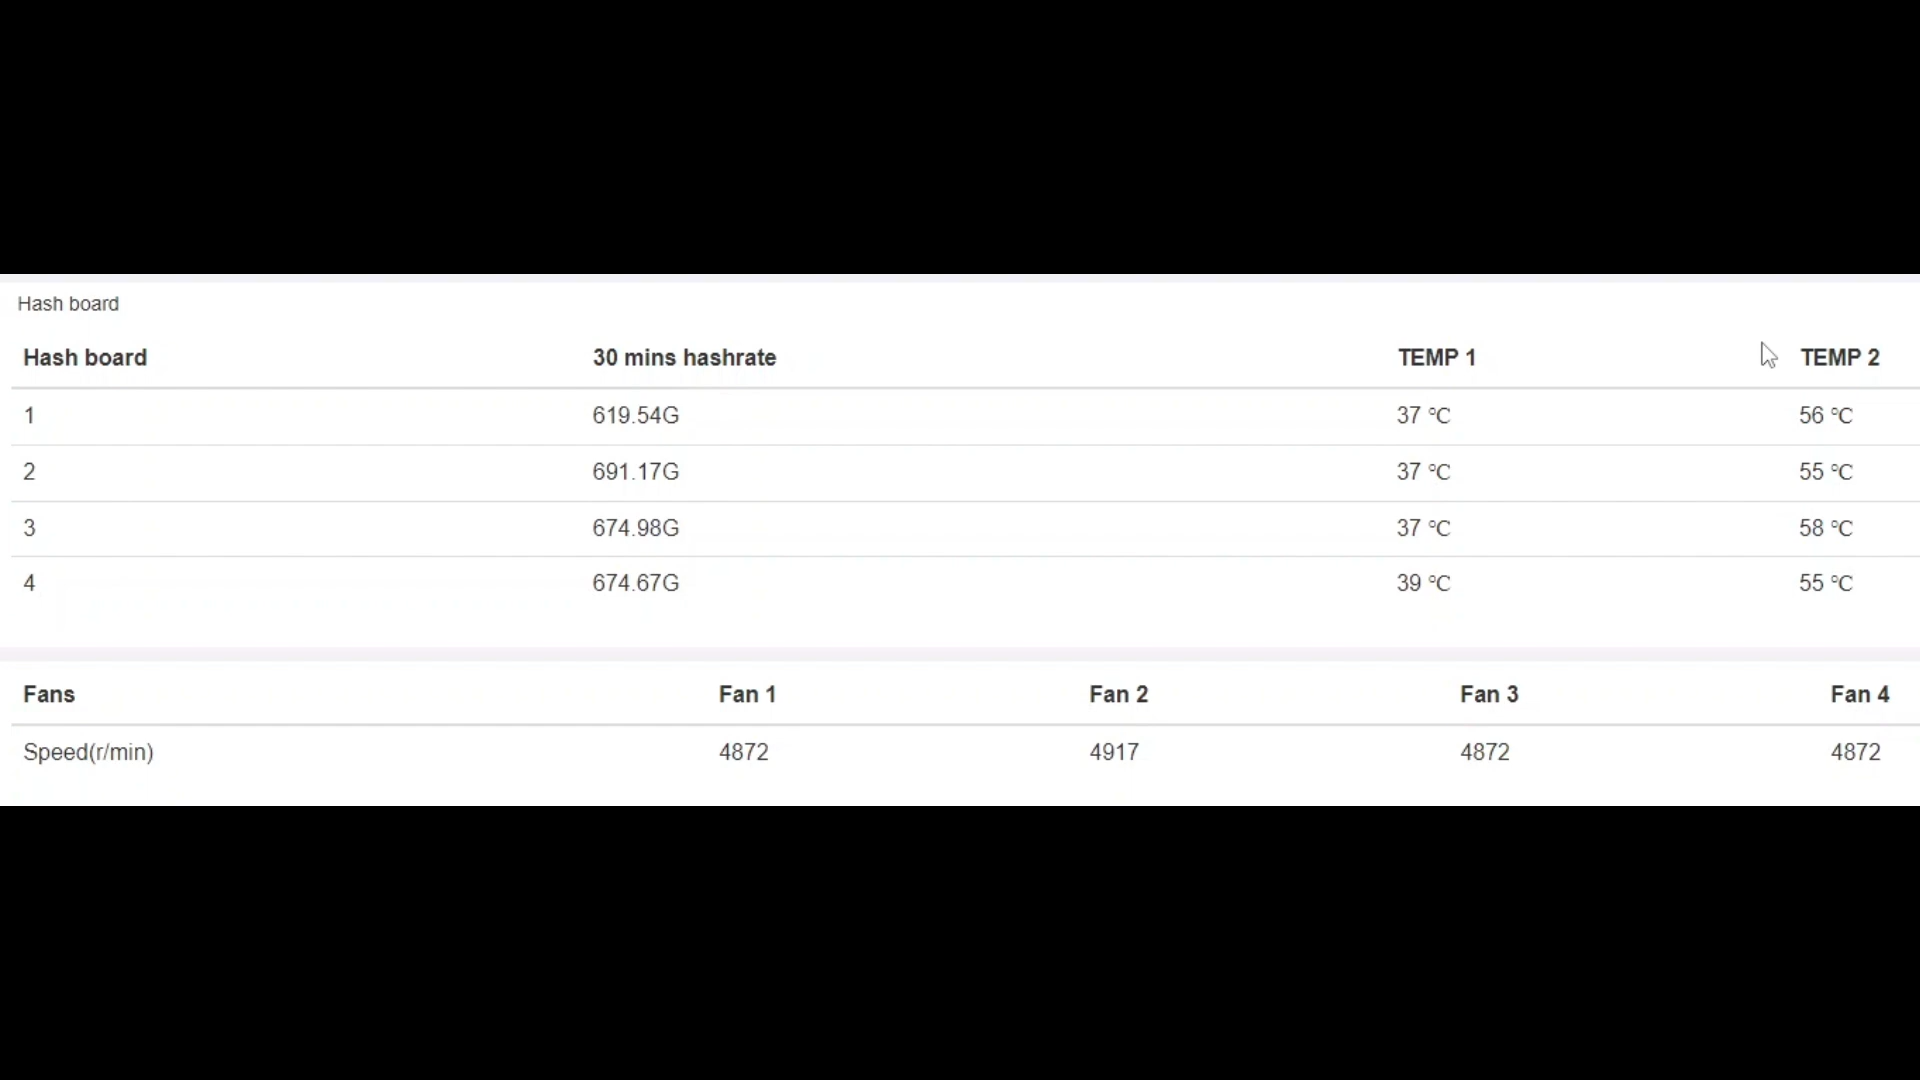 Hash board
Hash board 30 mins hashrate TEMP 1 TEMP 2
1 619.54G 37 °C 56 °C
2 691.17G 37 °C 55 °C
3 674.98G 37 °C 58 °C
4 674.67G 39 °C 55 °C
Fans Fan 1 Fan 2 Fan 3 Fan 4
Speed(r/min) 4872 4917 4872 4872